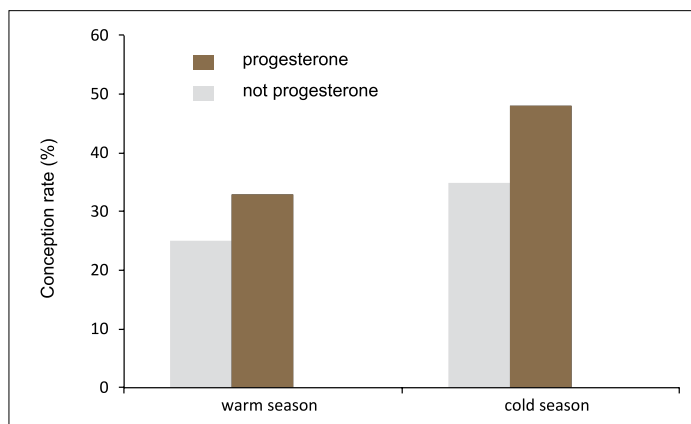 60
50
40
30
20
10
0
Conception rate (%)
progesterone
not progesterone
warm season
cold season